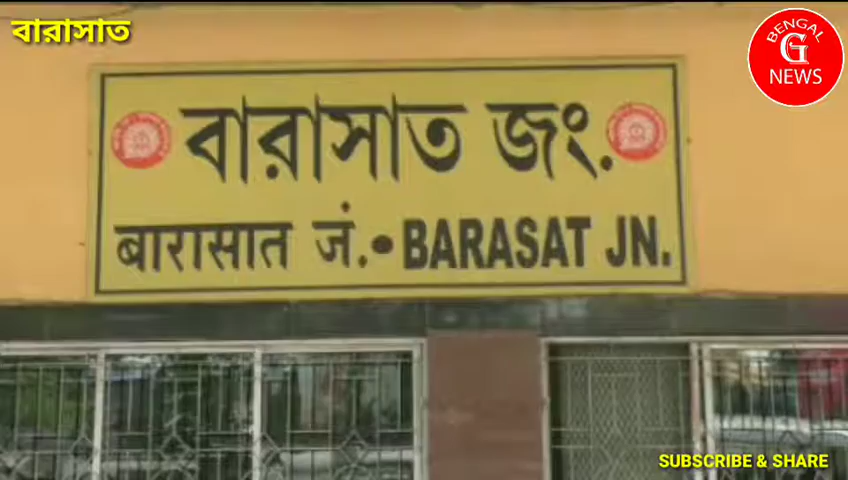 বারাসাত
BENGAL
G
NEWS
বারাসাত জং.
बारासात जं. • BARASAT JN.
SUBSCRIBE & SHARE